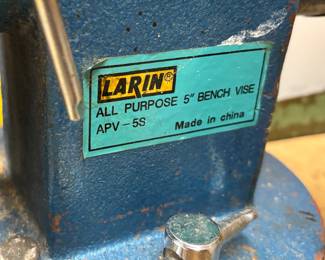 LARIN®
ALL PURPOSE 5" BENCH VISE
APV-5S Made in china